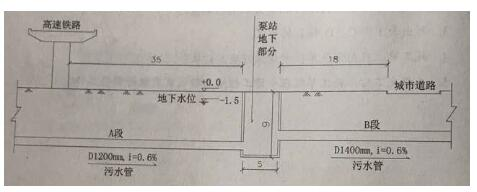 高速铁路
泵站
地下
部分
35
18
±0.0
城市道路
地下水位
-1.5
9
A段
B段
D1200mm,i=0.6%
污水管
5
D1400mm,i=0.6%
污水管